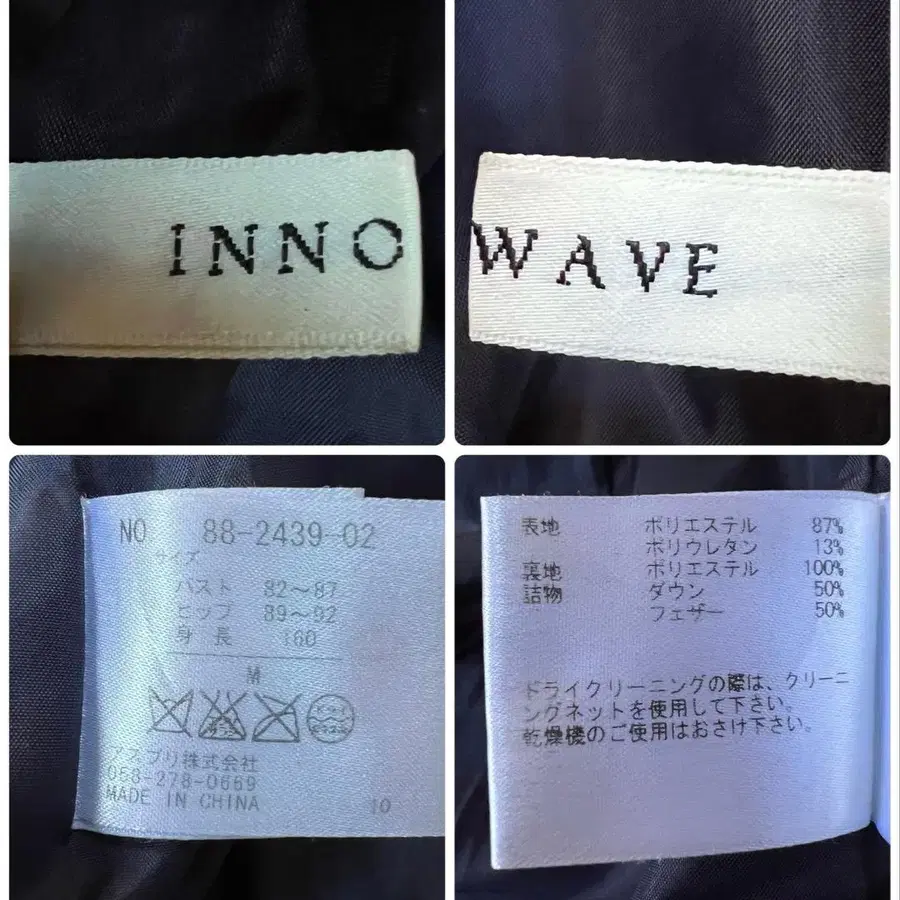 INNO
WAVE
NO 88-2439-02
サイズ
バスト 82～87
ヒップ 89～92
身長 160
M
アスプリ株式会社
058-278-0669
MADE IN CHINA 10
表地 ポリエステル 87%
ポリウレタン 13%
裏地 ポリエステル 100%
詰物 ダウン 50%
フェザー 50%
ドライクリーニングの際は、クリーニ
ングネットを使用して下さい。
乾燥機のご使用はおさけ下さい。